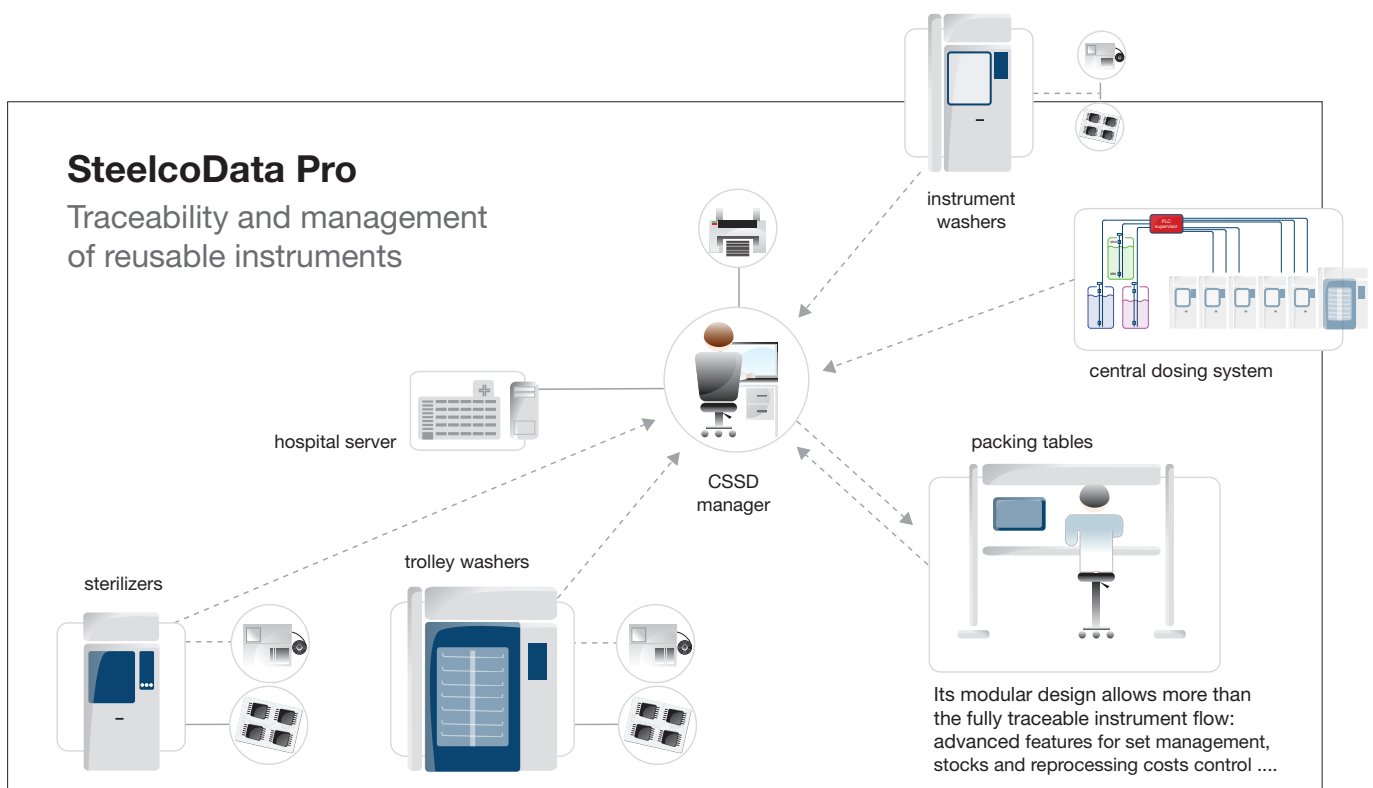 SteelcoData Pro
Traceability and management
of reusable instruments
instrument
washers
PLC
supervisor
central dosing system
hospital server
CSSD
manager
packing tables
sterilizers
trolley washers
Its modular design allows more than
the fully traceable instrument flow:
advanced features for set management,
stocks and reprocessing costs control ....